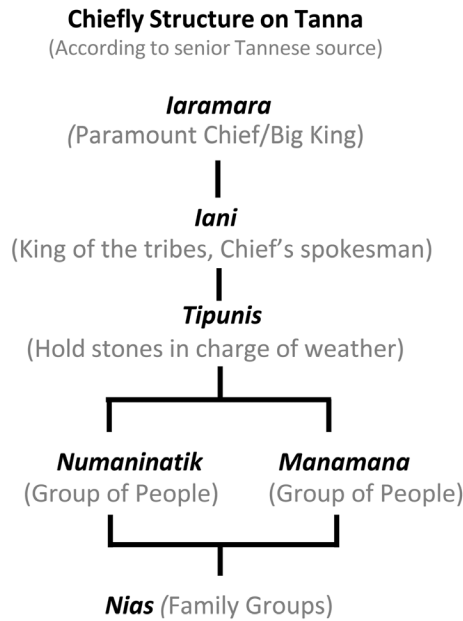 Chiefly Structure on Tanna
(According to senior Tannese source)
Iaramara
(Paramount Chief/Big King)
Iani
(King of the tribes, Chief’s spokesman)
Tipunis
(Hold stones in charge of weather)
Numaninatik Manamana
(Group of People) (Group of People)
Nias (Family Groups)